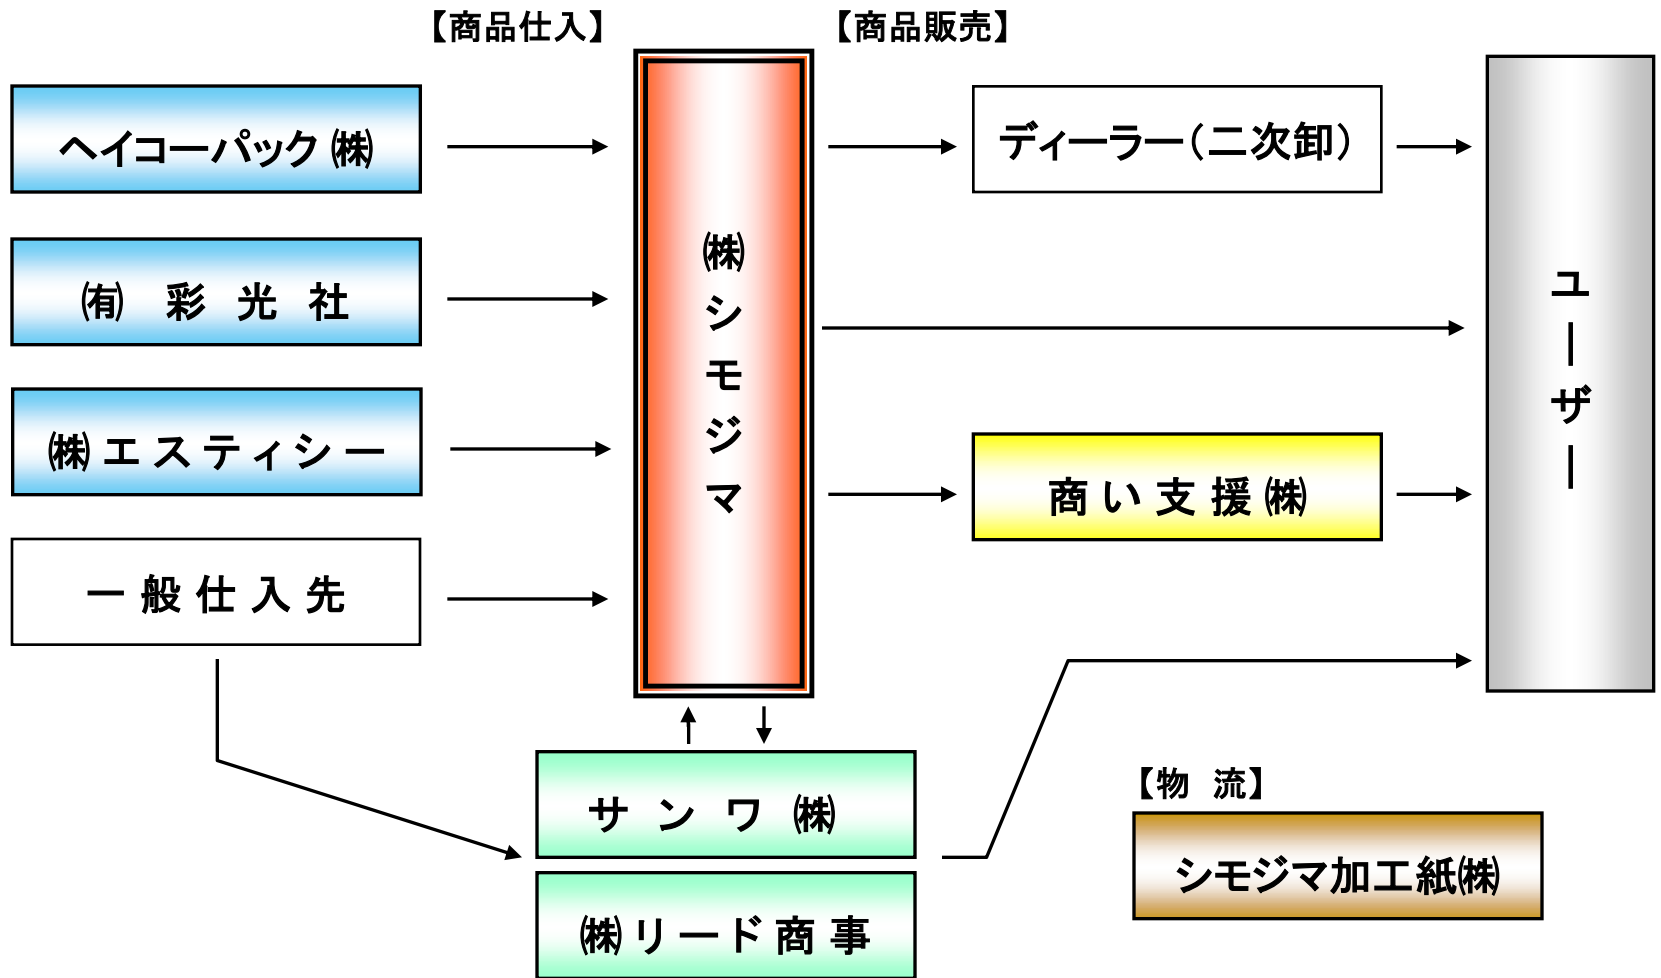 【商品仕入】
【商品販売】
ヘイコーパック㈱
㈲ 彩 光 社
㈱エスティシー
一般仕入先
㈱シモジマ
ディーラー（二次卸）
商い支援㈱
ユーザー
サンワ㈱
㈱リード商事
【物 流】
シモジマ加工紙㈱